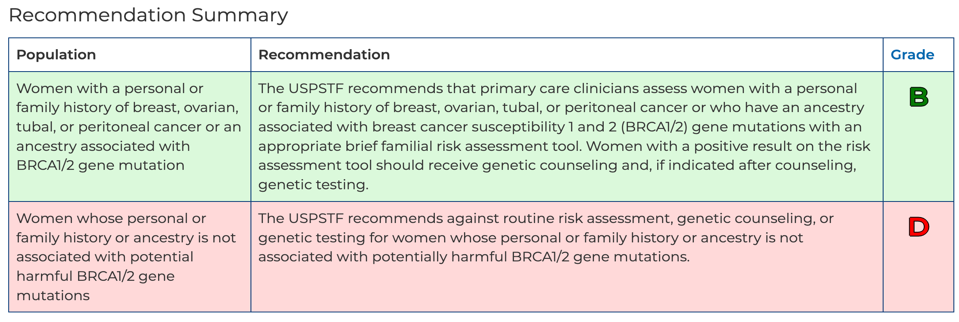 Recommendation Summary
Population
Recommendation
Grade
Women with a personal or
family history of breast, ovarian,
tubal, or peritoneal cancer or an
ancestry associated with
BRCA1/2 gene mutation
The USPSTF recommends that primary care clinicians assess women with a personal
or family history of breast, ovarian, tubal, or peritoneal cancer or who have an ancestry
associated with breast cancer susceptibility 1 and 2 (BRCA1/2) gene mutations with an
appropriate brief familial risk assessment tool. Women with a positive result on the risk
assessment tool should receive genetic counseling and, if indicated after counseling,
genetic testing.
B
Women whose personal or
family history or ancestry is not
associated with potential
harmful BRCA1/2 gene
mutations
The USPSTF recommends against routine risk assessment, genetic counseling, or
genetic testing for women whose personal or family history or ancestry is not
associated with potentially harmful BRCA1/2 gene mutations.
D